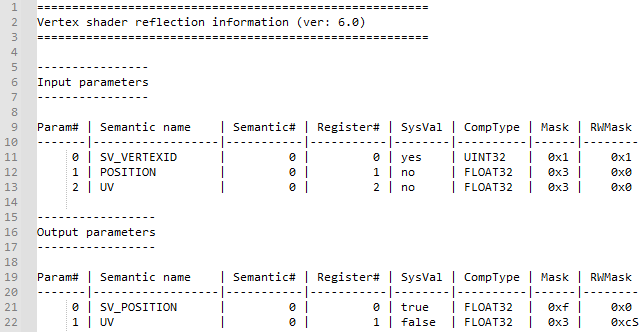 1 ========================================================
2 Vertex shader reflection information (ver: 6.0)
3 ========================================================
4
5 ----------------
6 Input parameters
7 ----------------
8
9 Param# | Semantic name | Semantic# | Register# | SysVal | CompType | Mask | RWMask
10 -------|-------------------|-----------|-----------|--------|----------|------|-------
11 0 | SV_VERTEXID | 0 | 0 | yes | UINT32 | 0x1 | 0x1
12 1 | POSITION | 0 | 1 | no | FLOAT32 | 0x3 | 0x0
13 2 | UV | 0 | 2 | no | FLOAT32 | 0x3 | 0x0
14
15 -----------------
16 Output parameters
17 -----------------
18
19 Param# | Semantic name | Semantic# | Register# | SysVal | CompType | Mask | RWMask
20 -------|-------------------|-----------|-----------|--------|----------|------|-------
21 0 | SV_POSITION | 0 | 0 | true | FLOAT32 | 0xf | 0x0
22 1 | UV | 0 | 1 | false | FLOAT32 | 0x3 | 0xcS